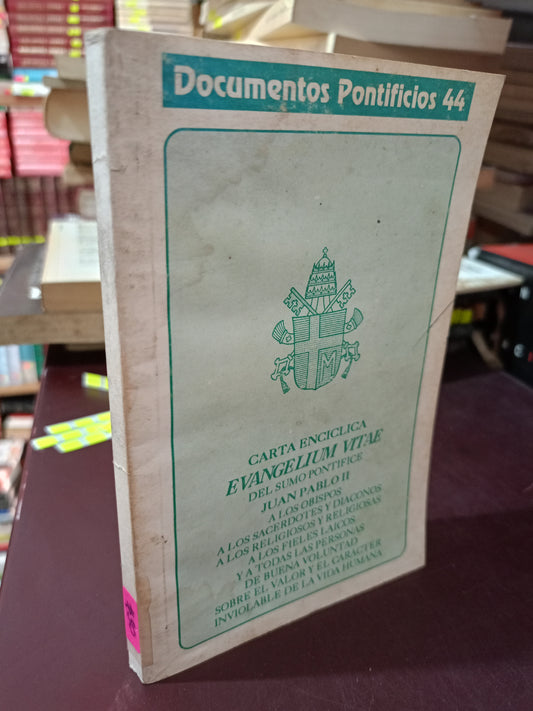 Documentos Pontificios 44
M
CARTA ENCICLICA
EVANGELIUM VITAE
DEL SUMO PONTIFICE
JUAN PABLO II
A LOS OBISPOS
A LOS SACERDOTES Y DIACONOS
A LOS RELIGIOSOS Y RELIGIOSAS
A LOS FIELES LAICOS
Y A TODAS LAS PERSONAS
DE BUENA VOLUNTAD
SOBRE EL VALOR Y EL CARACTER
INVIOLABLE DE LA VIDA HUMANA